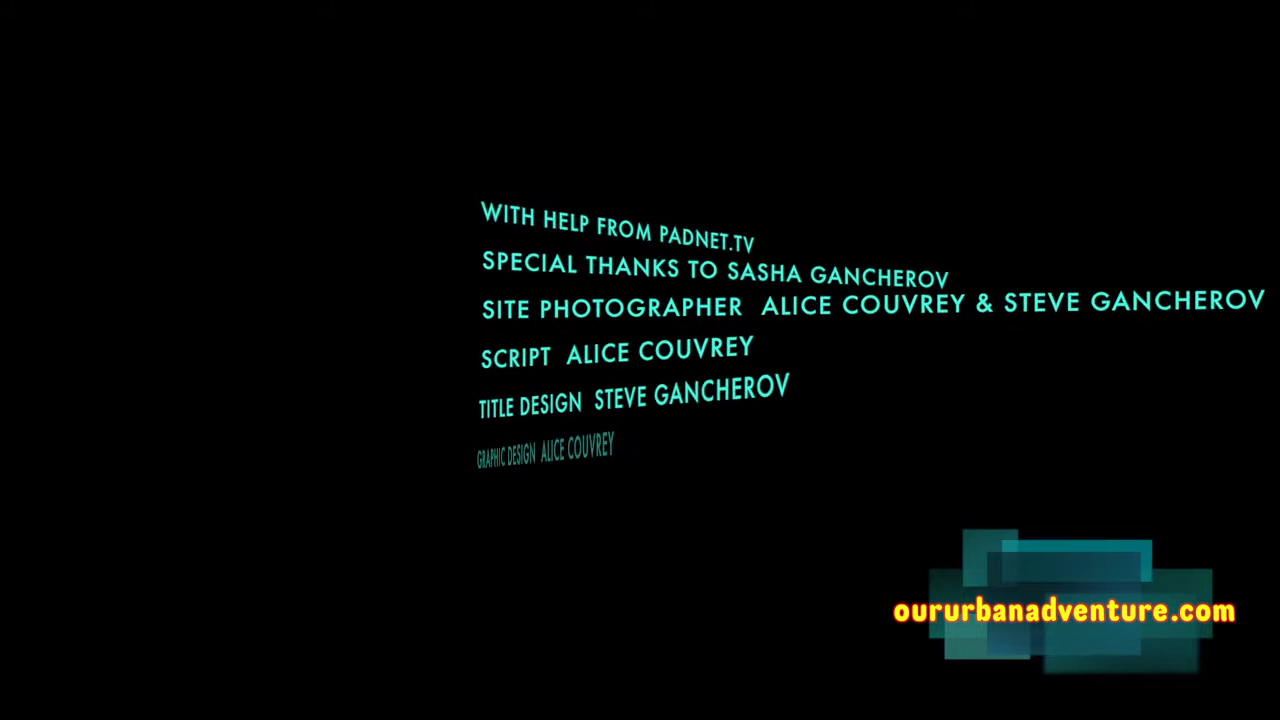 WITH HELP FROM PADNET.TV
SPECIAL THANKS TO SASHA GANCHEROV
SITE PHOTOGRAPHER ALICE COUVREY & STEVE GANCHEROV
SCRIPT ALICE COUVREY
TITLE DESIGN STEVE GANCHEROV
GRAPHIC DESIGN ALICE COUVREY
oururbanadventure.com